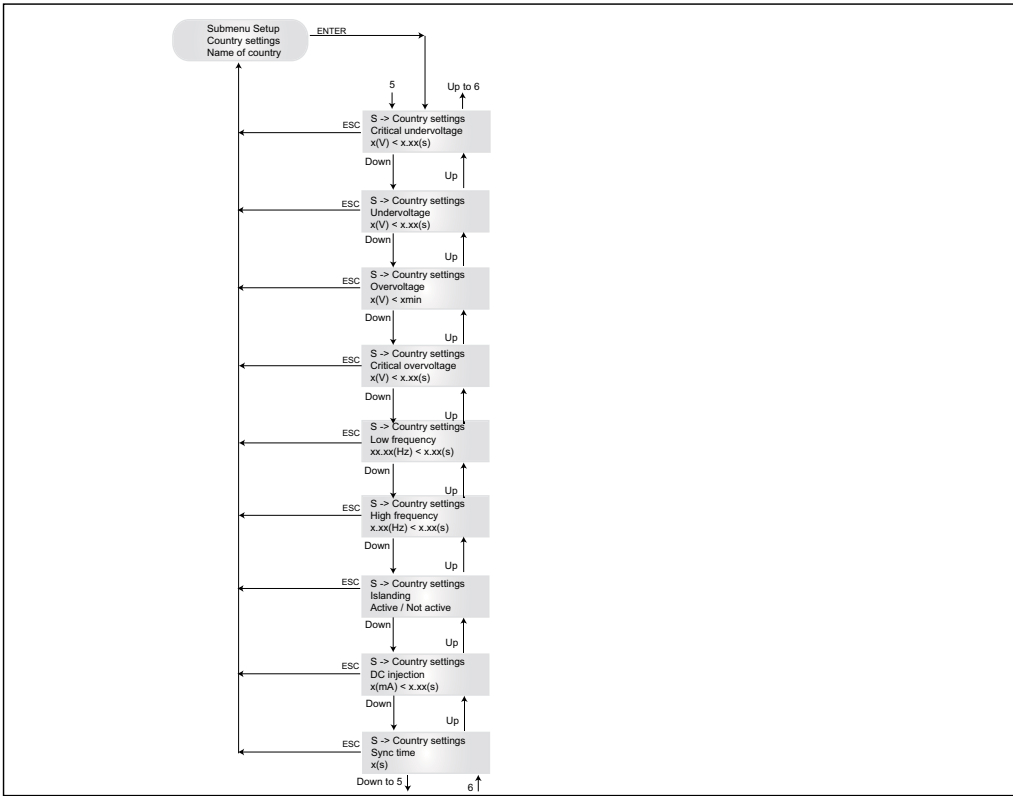 Submenu Setup
Country settings
Name of country
ENTER
5
Up to 6
ESC
S -> Country settings
Critical undervoltage
x(V) < x.xx(s)
Down
Up
ESC
S -> Country settings
Undervoltage
x(V) < x.xx(s)
Down
Up
ESC
S -> Country settings
Overvoltage
x(V) < xmin
Down
Up
ESC
S -> Country settings
Critical overvoltage
x(V) < x.xx(s)
Down
Up
ESC
S -> Country settings
Low frequency
xx.xx(Hz) < x.xx(s)
Down
Up
ESC
S -> Country settings
High frequency
x.xx(Hz) < x.xx(s)
Down
Up
ESC
S -> Country settings
Islanding
Active / Not active
Down
Up
ESC
S -> Country settings
DC injection
x(mA) < x.xx(s)
Down
Up
ESC
S -> Country settings
Sync time
x(s)
Down to 5
6